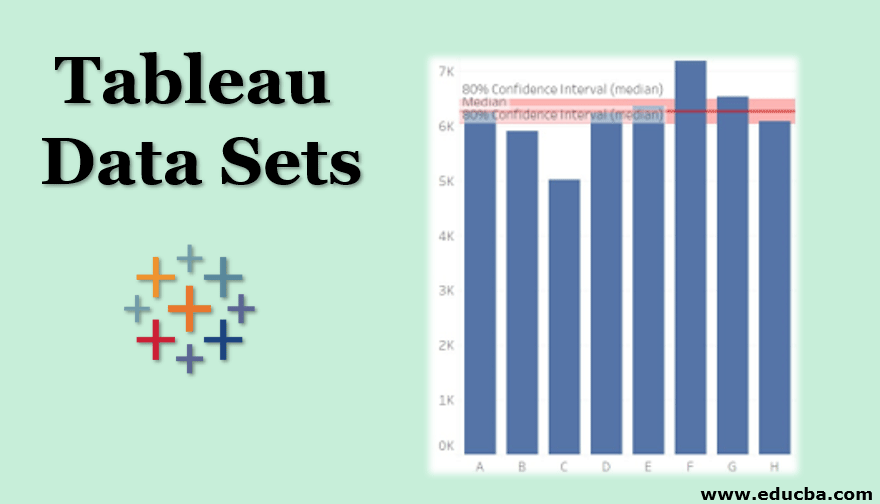 Tableau
Data Sets
7K
80% Confidence Interval (median)
Median
80% Confidence Interval (median)
6K
5K
4K
3K
2K
1K
0K
A B C D E F G H
www.educba.com